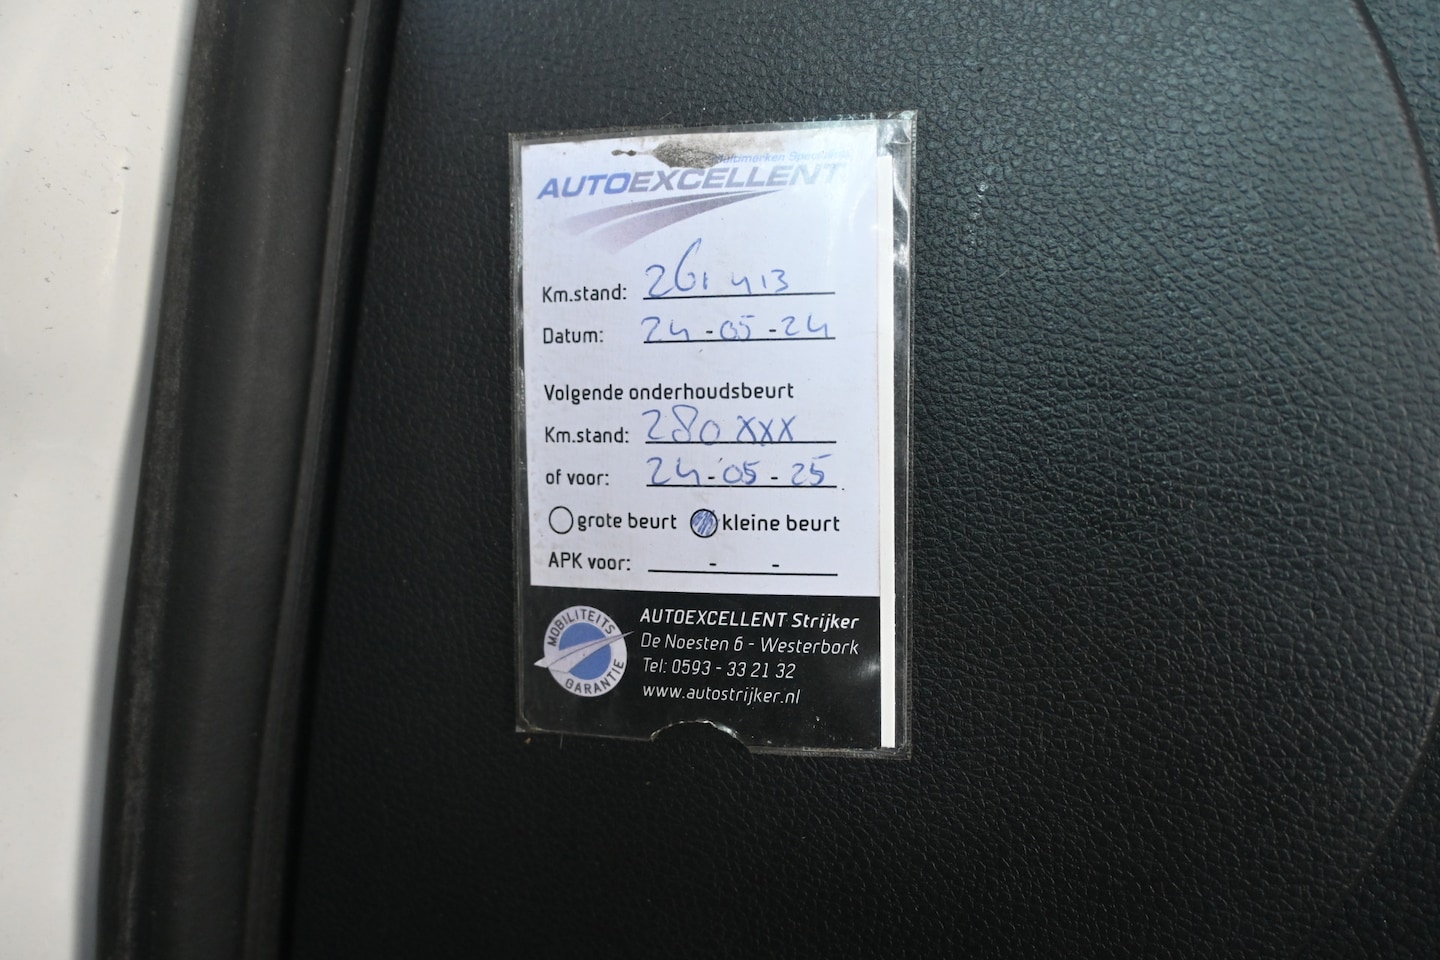 Multimerken Specialist
AUTOEXCELLENT
Km.stand: 261 413
Datum: 24-05-24
Volgende onderhoudsbeurt
Km.stand: 280 xxx
of voor: 24-05-25
grote beurt kleine beurt
APK voor: - -
MOBILITEITS
GARANTIE
AUTOEXCELLENT Strijker
De Noesten 6 - Westerbork
Tel: 0593 - 33 21 32
www.autostrijker.nl